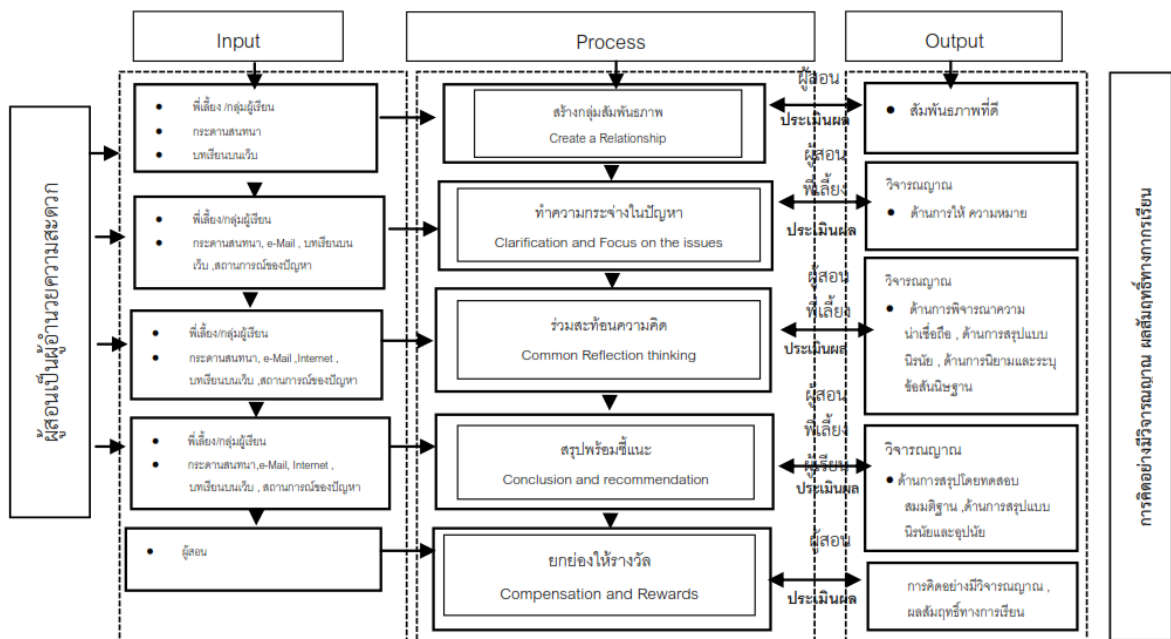 Input
Process
Output
ผู้สอนเป็นผู้อำนวยความสะดวก
พี่เลี้ยง /กลุ่มผู้เรียน
กระดานสนทนา
บทเรียนบนเว็บ
สร้างกลุ่มสัมพันธภาพ
Create a Relationship
ผู้สอน
ประเมินผล
สัมพันธภาพที่ดี
พี่เลี้ยง/กลุ่มผู้เรียน
กระดานสนทนา, e-Mail , บทเรียนบน
เว็บ ,สถานการณ์ของปัญหา
ทำความกระจ่างในปัญหา
Clarification and Focus on the issues
ผู้สอน
พี่เลี้ยง
ประเมินผล
วิจารณญาณ
ด้านการให้ ความหมาย
พี่เลี้ยง/กลุ่มผู้เรียน
กระดานสนทนา, e-Mail ,Internet ,
บทเรียนบนเว็บ ,สถานการณ์ของปัญหา
ร่วมสะท้อนความคิด
Common Reflection thinking
ผู้สอน
พี่เลี้ยง
ประเมินผล
วิจารณญาณ
ด้านการพิจารณาความ
น่าเชื่อถือ , ด้านการสรุปแบบ
นิรนัย , ด้านการนิยามและระบุ
ข้อสันนิษฐาน
พี่เลี้ยง/กลุ่มผู้เรียน
กระดานสนทนา,e-Mail, Internet ,
บทเรียนบนเว็บ , สถานการณ์ของปัญหา
สรุปพร้อมชี้แนะ
Conclusion and recommendation
ผู้สอน
พี่เลี้ยง
ผู้เรียน
ประเมินผล
วิจารณญาณ
ด้านการสรุปโดยทดสอบ
สมมติฐาน ,ด้านการสรุปแบบ
นิรนัยและอุปนัย
ผู้สอน
ยกย่องให้รางวัล
Compensation and Rewards
ผู้สอน
ประเมินผล
การคิดอย่างมีวิจารณญาณ ,
ผลสัมฤทธิ์ทางการเรียน
การคิดอย่างมีวิจารณญาณ ผลสัมฤทธิ์ทางการเรียน